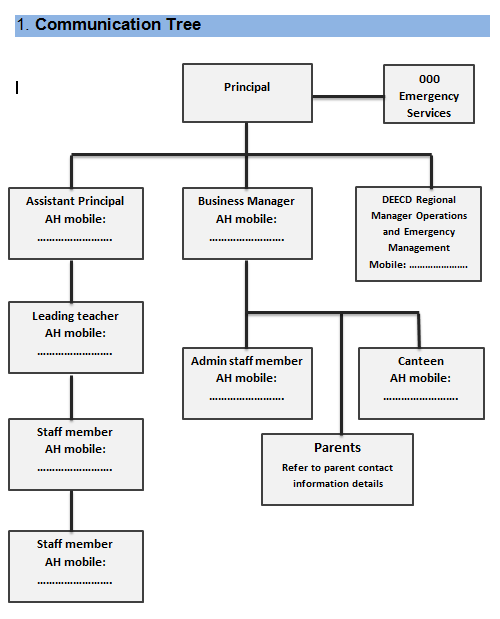 1. Communication Tree
Principal
000
Emergency
Services
Assistant Principal
AH mobile:
............................
Business Manager
AH mobile:
............................
DEECD Regional
Manager Operations
and Emergency
Management
Mobile: ......................
Leading teacher
AH mobile:
............................
Admin staff member
AH mobile:
............................
Canteen
AH mobile:
............................
Staff member
AH mobile:
............................
Parents
Refer to parent contact
information details
Staff member
AH mobile:
............................